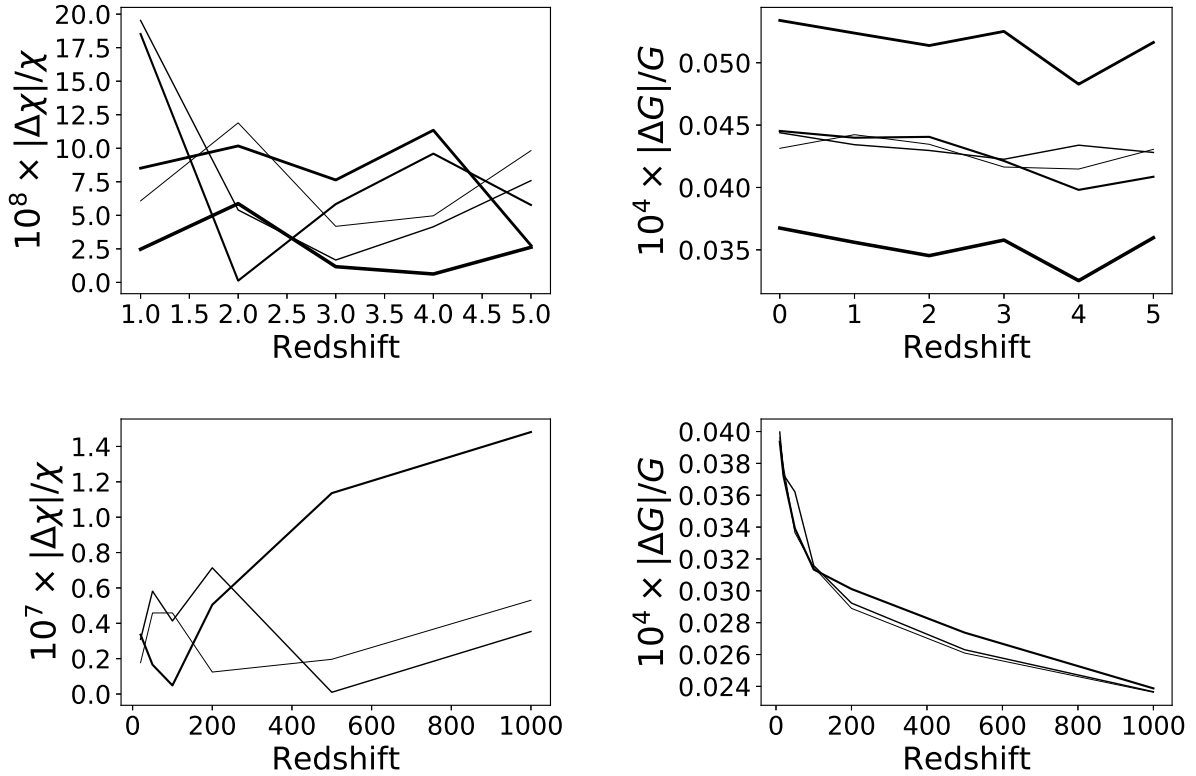 10^8 × |Δχ|/χ
20.0
17.5
15.0
12.5
10.0
7.5
5.0
2.5
0.0
1.0 1.5 2.0 2.5 3.0 3.5 4.0 4.5 5.0
Redshift
10^4 × |ΔG|/G
0.050
0.045
0.040
0.035
0 1 2 3 4 5
Redshift
10^7 × |Δχ|/χ
1.4
1.2
1.0
0.8
0.6
0.4
0.2
0.0
0 200 400 600 800 1000
Redshift
10^4 × |ΔG|/G
0.040
0.038
0.036
0.034
0.032
0.030
0.028
0.026
0.024
0 200 400 600 800 1000
Redshift